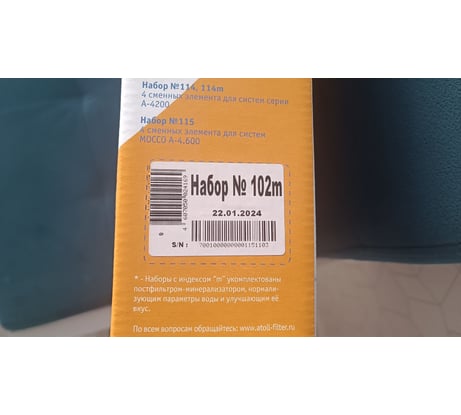 Набор №114, 114m
4 сменных элемента для систем серии
A-4200
Набор №115
4 сменных элемента для систем
МОССО А-4.600
Набор № 102m
22.01.2024
S/N:
* - Наборы с индексом "m" укомплектованы
постфильтром-минерализатором, нормали-
зующим параметры воды и улучшающим её
вкус.
По всем вопросам обращайтесь: www.atoll-filter.ru